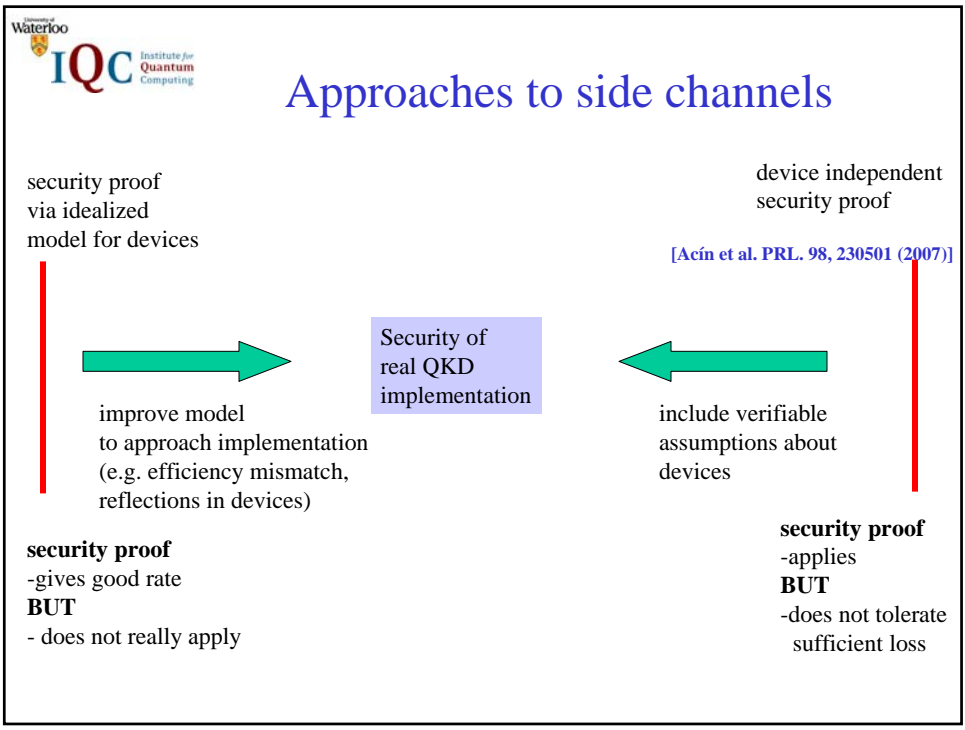 University of
Waterloo
IQC
Institute for
Quantum
Computing
Approaches to side channels
security proof
via idealized
model for devices
device independent
security proof
[Acín et al. PRL. 98, 230501 (2007)]
Security of
real QKD
implementation
improve model
to approach implementation
(e.g. efficiency mismatch,
reflections in devices)
include verifiable
assumptions about
devices
security proof
-gives good rate
BUT
- does not really apply
security proof
-applies
BUT
-does not tolerate
sufficient loss